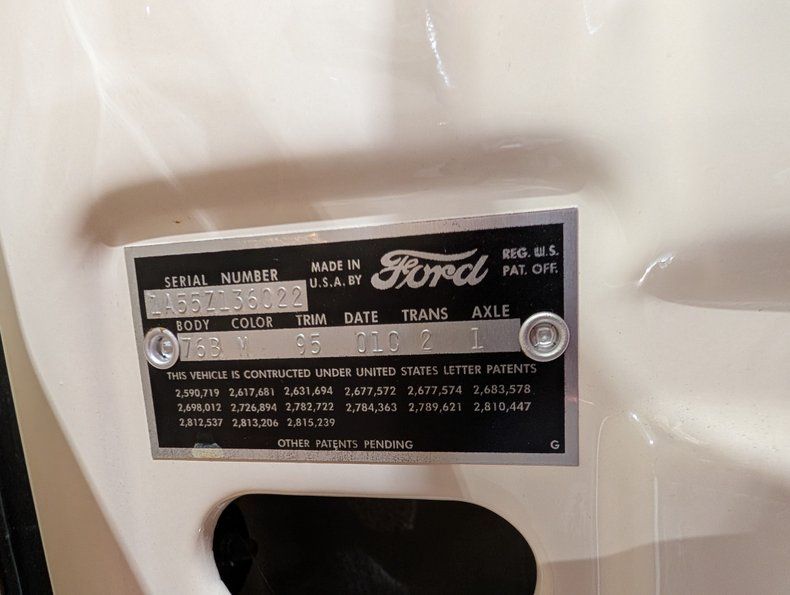 SERIAL NUMBER
1A55Z136022
MADE IN
U.S.A. BY
Ford
REG. U.S.
PAT. OFF.
BODY COLOR TRIM DATE TRANS AXLE
76B M 95 01C 2 1
THIS VEHICLE IS CONTRUCTED UNDER UNITED STATES LETTER PATENTS
2,590,719 2,617,681 2,631,694 2,677,572 2,677,574 2,683,578
2,698,012 2,726,894 2,782,722 2,784,363 2,789,621 2,810,447
2,812,537 2,813,206 2,815,239
OTHER PATENTS PENDING
G